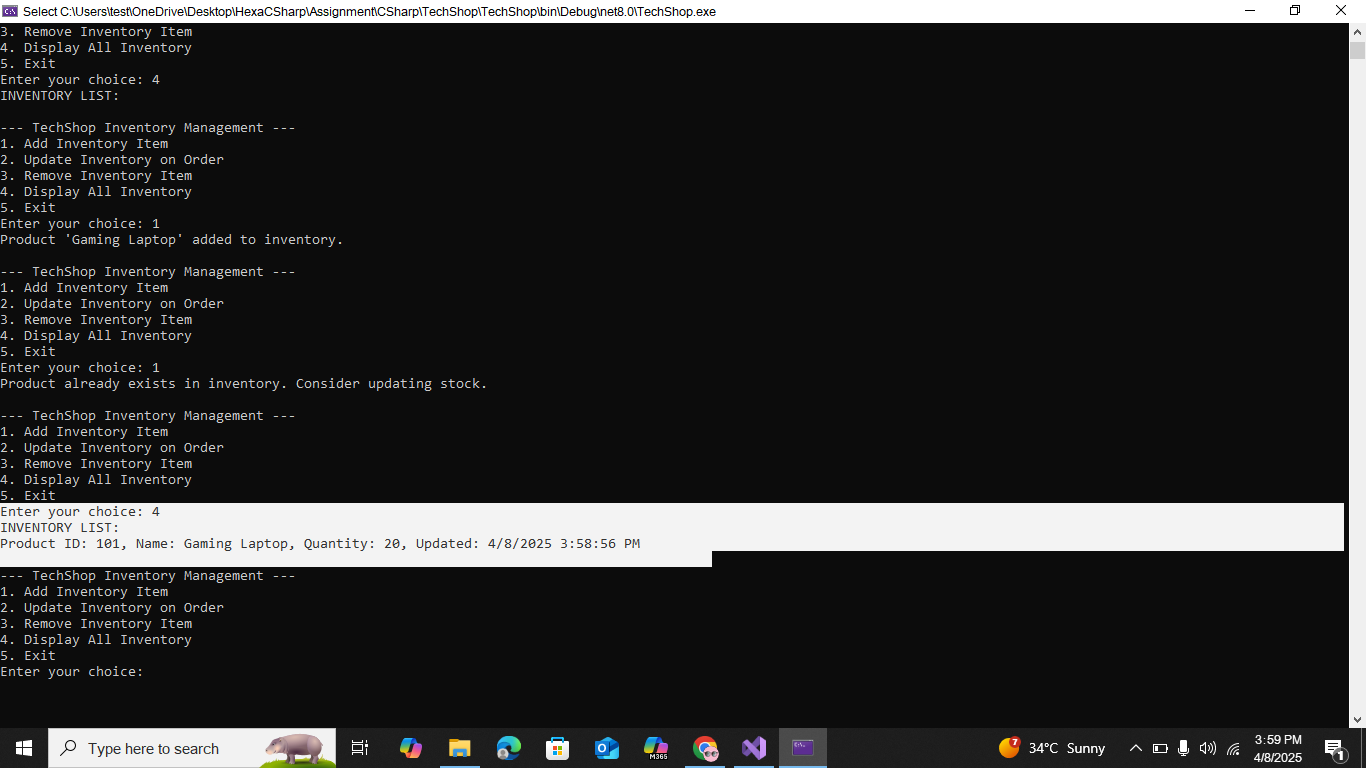 Select C:\Users\test\OneDrive\Desktop\HexaCSharp\Assignment\CSharp\TechShop\TechShop\bin\Debug\net8.0\TechShop.exe
3. Remove Inventory Item
4. Display All Inventory
5. Exit
Enter your choice: 4
INVENTORY LIST:
--- TechShop Inventory Management ---
1. Add Inventory Item
2. Update Inventory on Order
3. Remove Inventory Item
4. Display All Inventory
5. Exit
Enter your choice: 1
Product 'Gaming Laptop' added to inventory.
--- TechShop Inventory Management ---
1. Add Inventory Item
2. Update Inventory on Order
3. Remove Inventory Item
4. Display All Inventory
5. Exit
Enter your choice: 1
Product already exists in inventory. Consider updating stock.
--- TechShop Inventory Management ---
1. Add Inventory Item
2. Update Inventory on Order
3. Remove Inventory Item
4. Display All Inventory
5. Exit
Enter your choice: 4
INVENTORY LIST:
Product ID: 101, Name: Gaming Laptop, Quantity: 20, Updated: 4/8/2025 3:58:56 PM
--- TechShop Inventory Management ---
1. Add Inventory Item
2. Update Inventory on Order
3. Remove Inventory Item
4. Display All Inventory
5. Exit
Enter your choice:
Type here to search
M365
7
34°C Sunny
3:59 PM
4/8/2025
1